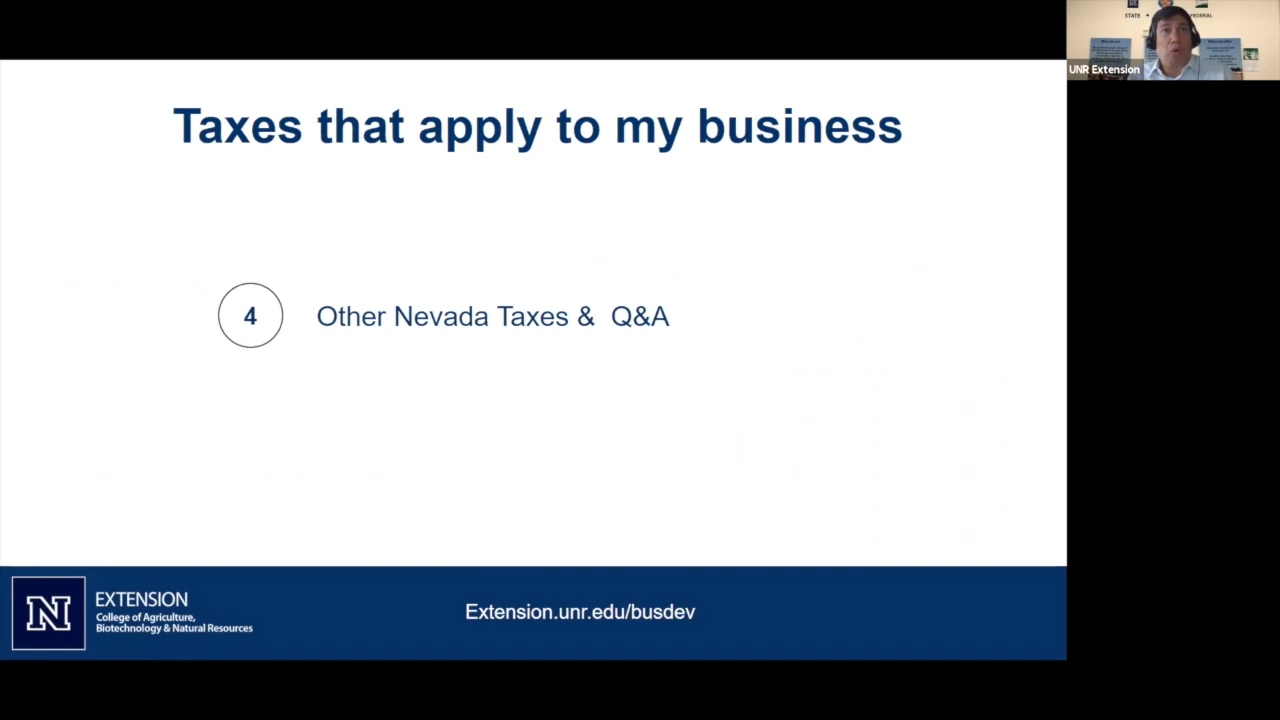 STATE • FEDERAL
UNR Extension
Taxes that apply to my business
4 Other Nevada Taxes & Q&A
N
EXTENSION
College of Agriculture,
Biotechnology & Natural Resources
Extension.unr.edu/busdev